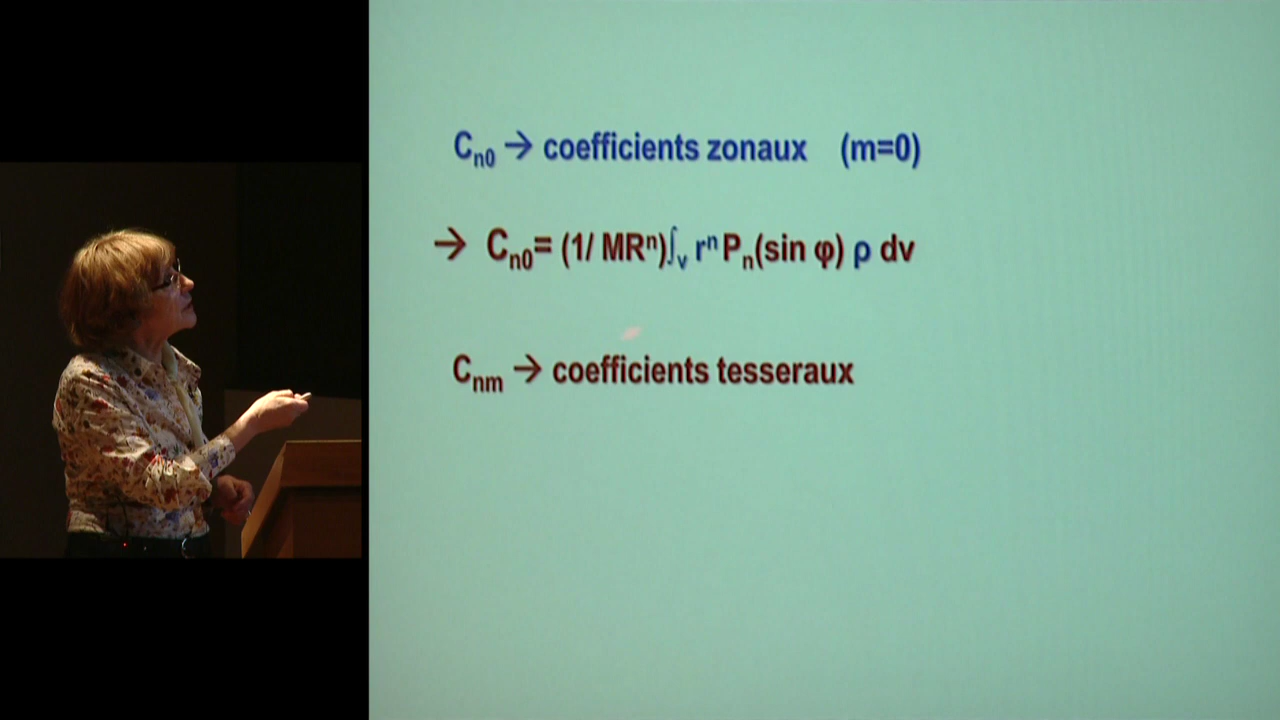 Cn0 → coefficients zonaux (m=0)
→ Cn0= (1/ MRⁿ)∫v rⁿ Pn(sin φ) ρ dv
Cnm → coefficients tesseraux